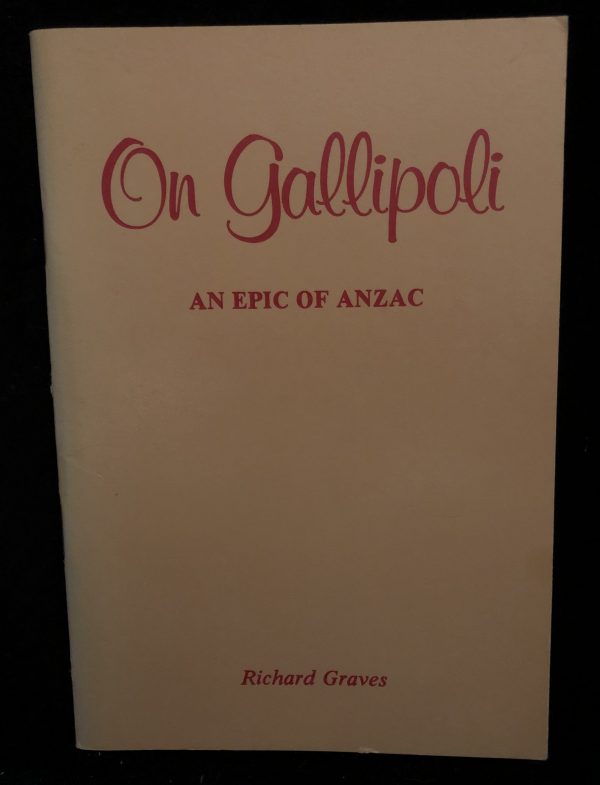 On Gallipoli
AN EPIC OF ANZAC
Richard Graves